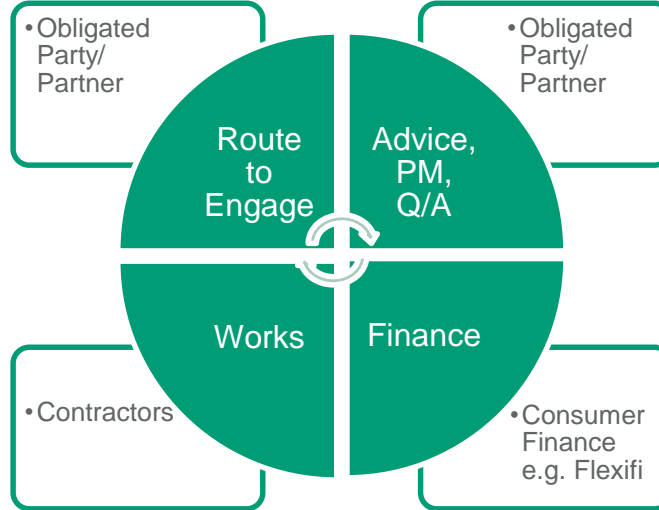 •Obligated
Party/
Partner
•Obligated
Party/
Partner
Route
to
Engage
Advice,
PM,
Q/A
Works
Finance
•Contractors
•Consumer
Finance
e.g. Flexifi